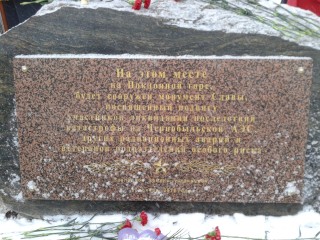 На этом месте
на Поклонной горе
будет сооружен монумент Славы,
посвященный подвигу
участников ликвидации последствий
катастрофы на Чернобыльской АЭС
других радиационных аварий и
ветеранов подразделений особого риска